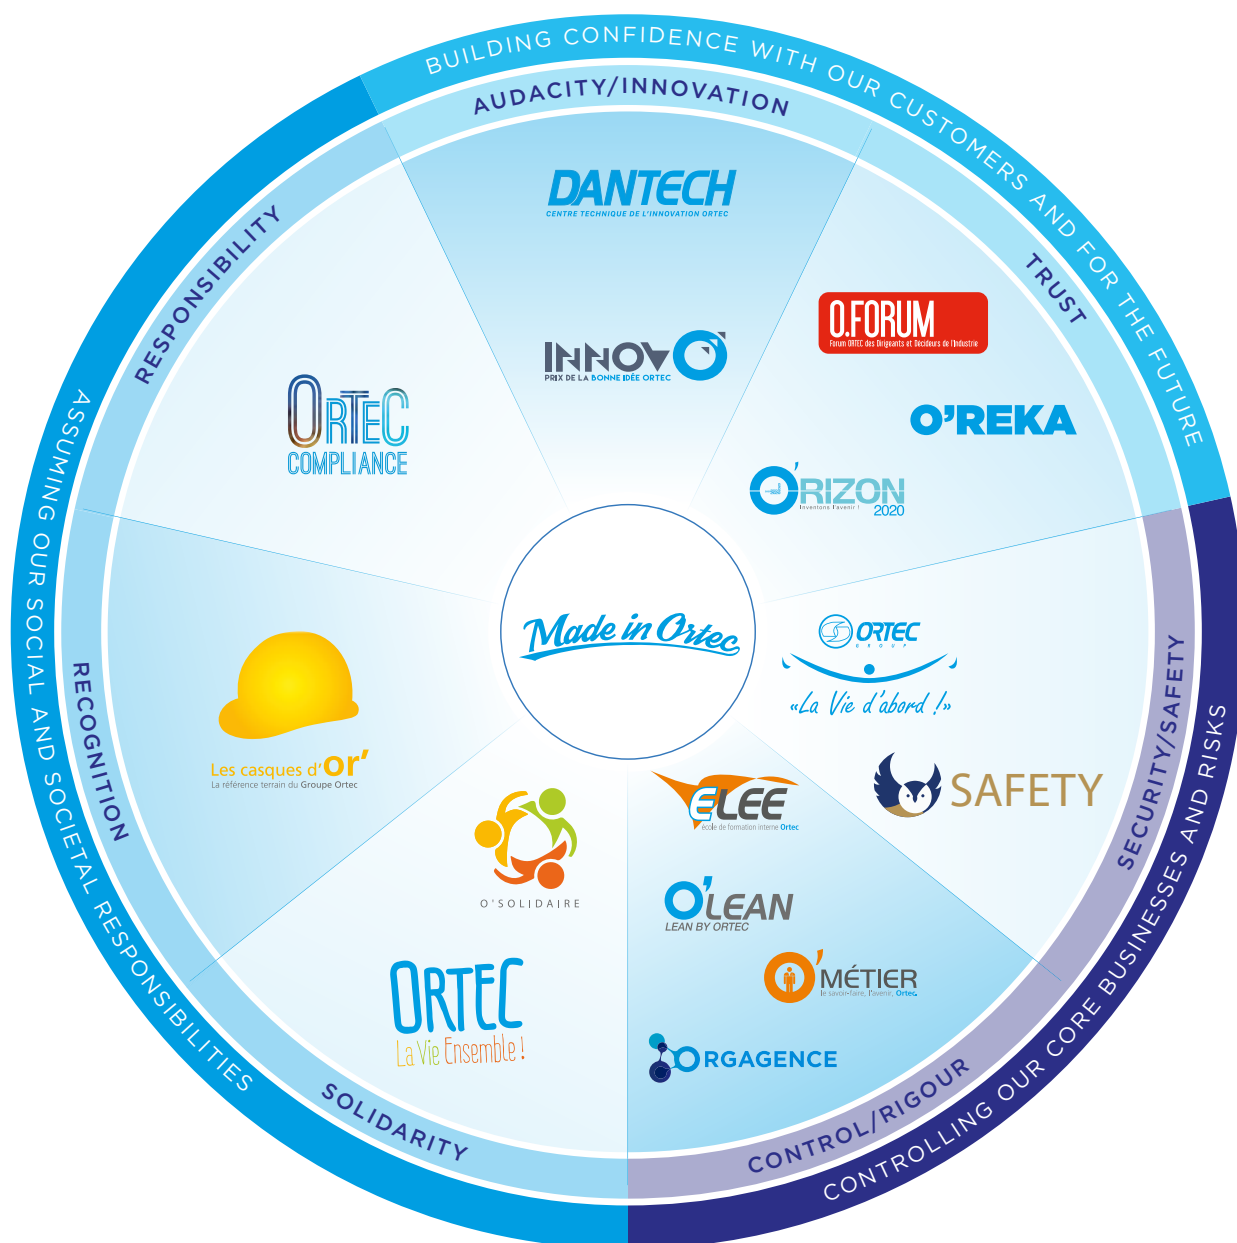 BUILDING CONFIDENCE WITH OUR CUSTOMERS AND FOR THE FUTURE
AUDACITY/INNOVATION
DANTECH
CENTRE TECHNIQUE DE L'INNOVATION ORTEC
INNOVO'
PRIX DE LA BONNE IDÉE ORTEC
TRUST
O.FORUM
Forum ORTEC des Dirigeants et Décideurs de l'Industrie
O'REKA
O'RIZON
Inventons l'avenir !
2020
CONTROLLING OUR CORE BUSINESSES AND RISKS
SECURITY/SAFETY
ORTEC
GROUP
«La Vie d'abord !»
SAFETY
CONTROL/RIGOUR
ELEE
école de formation interne Ortec
O'LEAN
LEAN BY ORTEC
O'MÉTIER
le savoir-faire, l'avenir, Ortec.
ORGAGENCE
ASSUMING OUR SOCIAL AND SOCIETAL RESPONSIBILITIES
SOLIDARITY
O'SOLIDAIRE
ORTEC
La Vie Ensemble !
RECOGNITION
Les casques d'or'
La référence terrain du Groupe Ortec
RESPONSIBILITY
ORTEC
COMPLIANCE
Made in Ortec